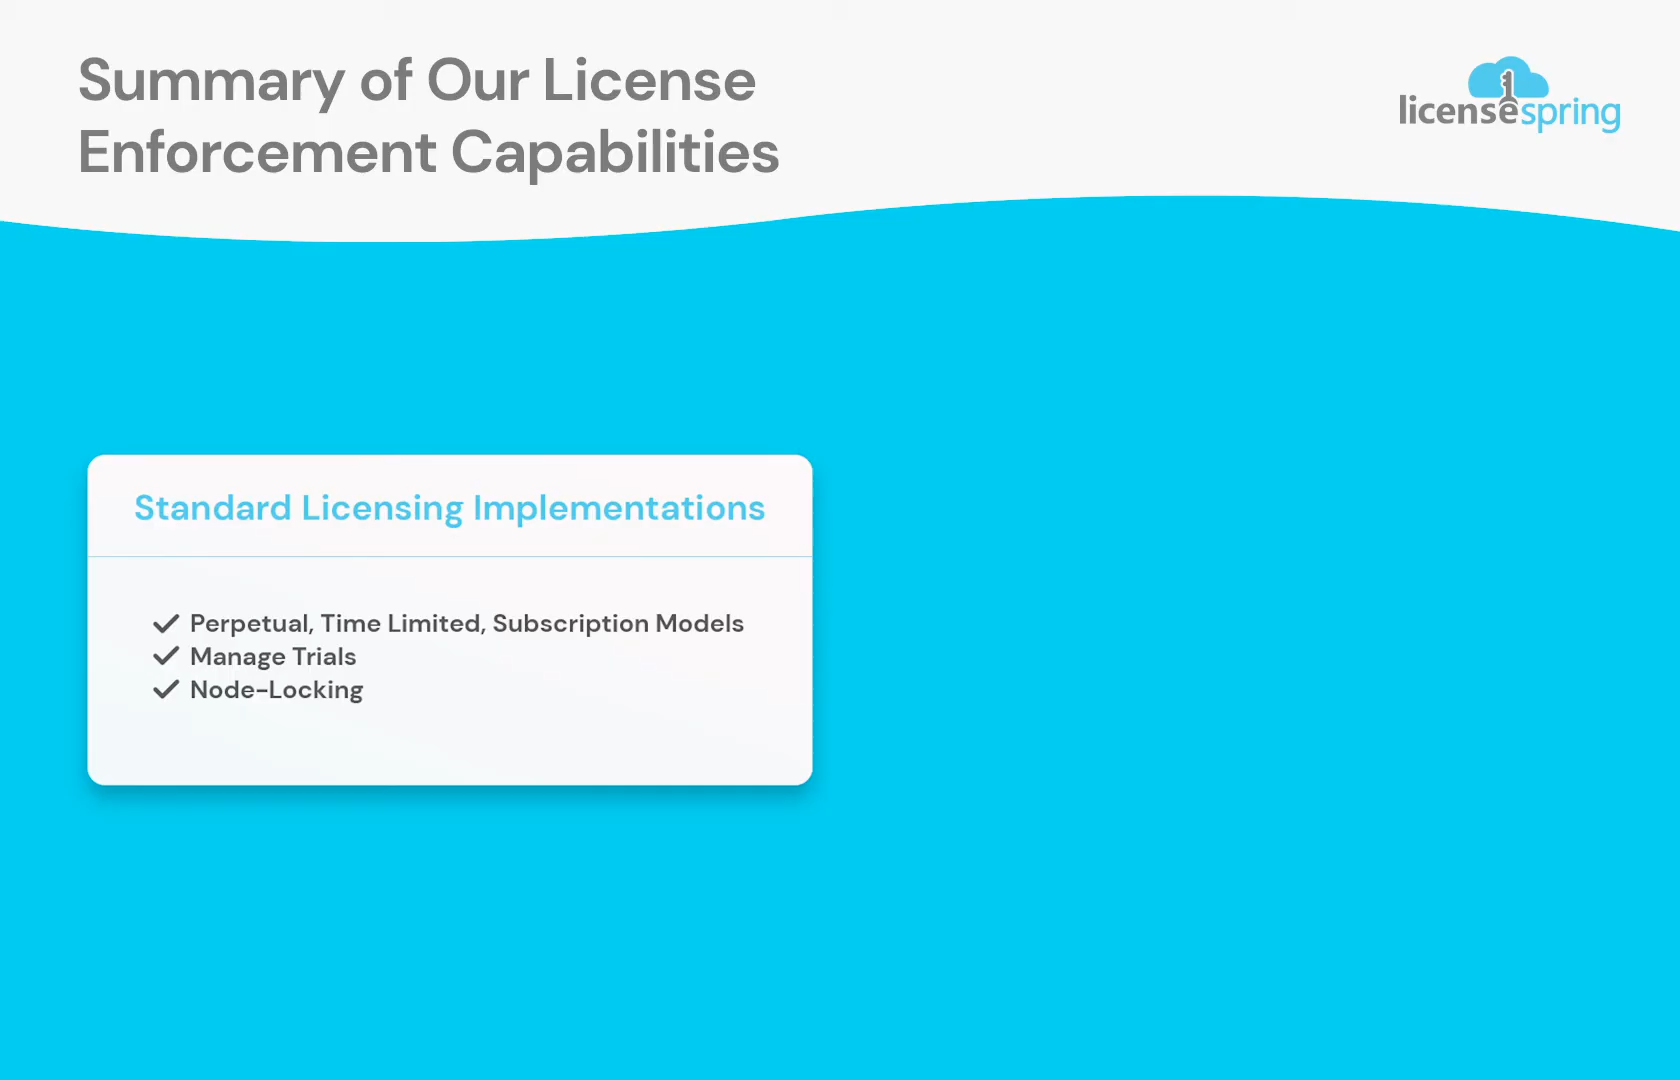 Summary of Our License
Enforcement Capabilities
licensespring
Standard Licensing Implementations
Perpetual, Time Limited, Subscription Models
Manage Trials
Node-Locking